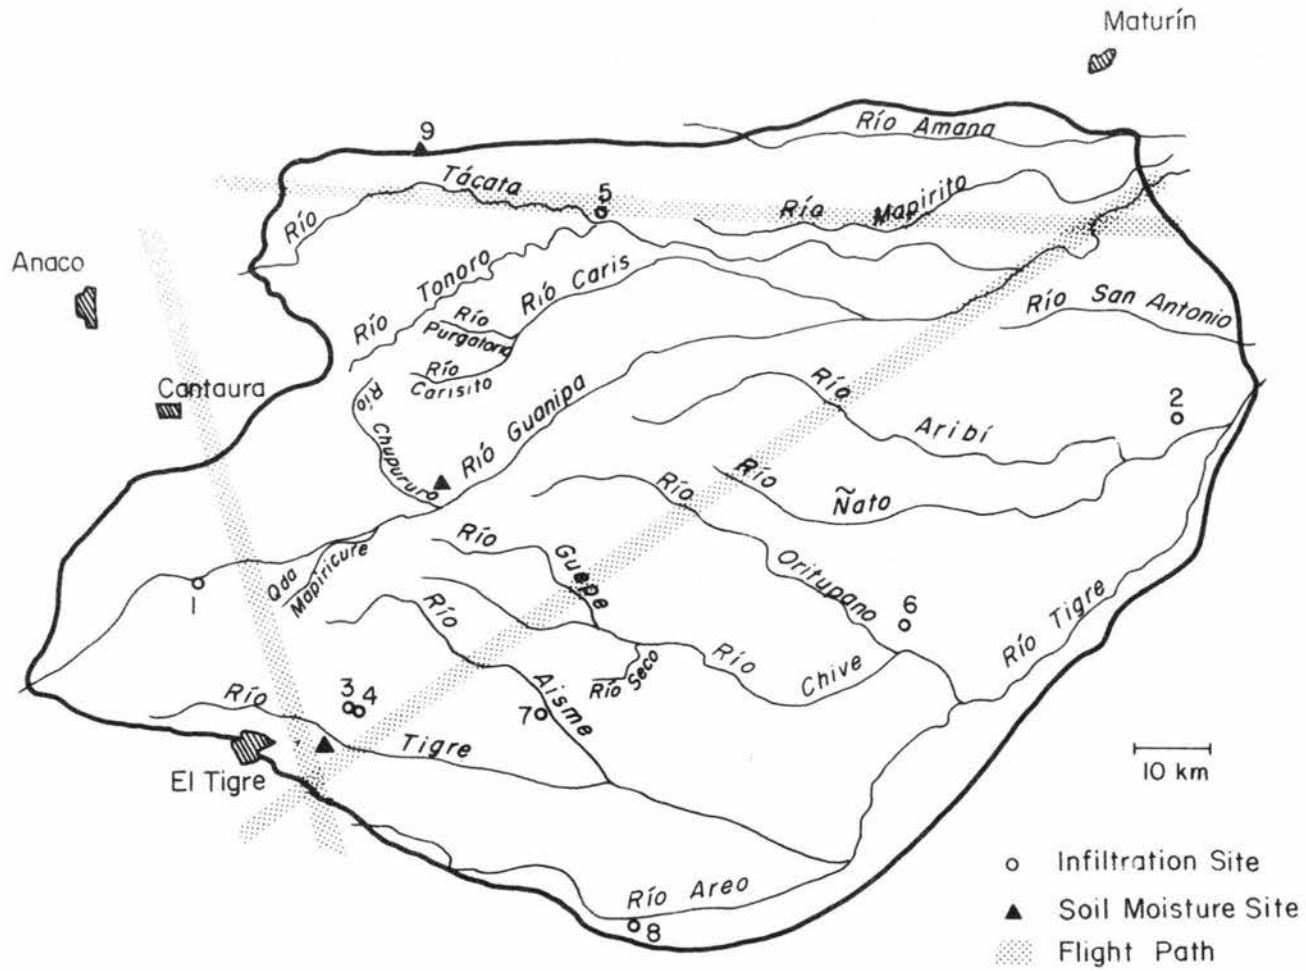 Maturín
Río Amana
9
Tácata
5
Río Mapirito
Río
Anaco
Tonoro
Río Caris
Río San Antonio
Río
Río
Purgatorio
Río
Carisito
Cantaura
Río
Chupururo
Río Guanipa
Río
Aribí
2
Río
Ñato
Río
Oritupano
Río
Guepe
Qda
Mapiricure
1
Río
6
Río Tigre
Río
Chive
Río Seco
Aisme
3
4
7
Río
Tigre
El Tigre
10 km
Río Areo
8
Infiltration Site
Soil Moisture Site
Flight Path